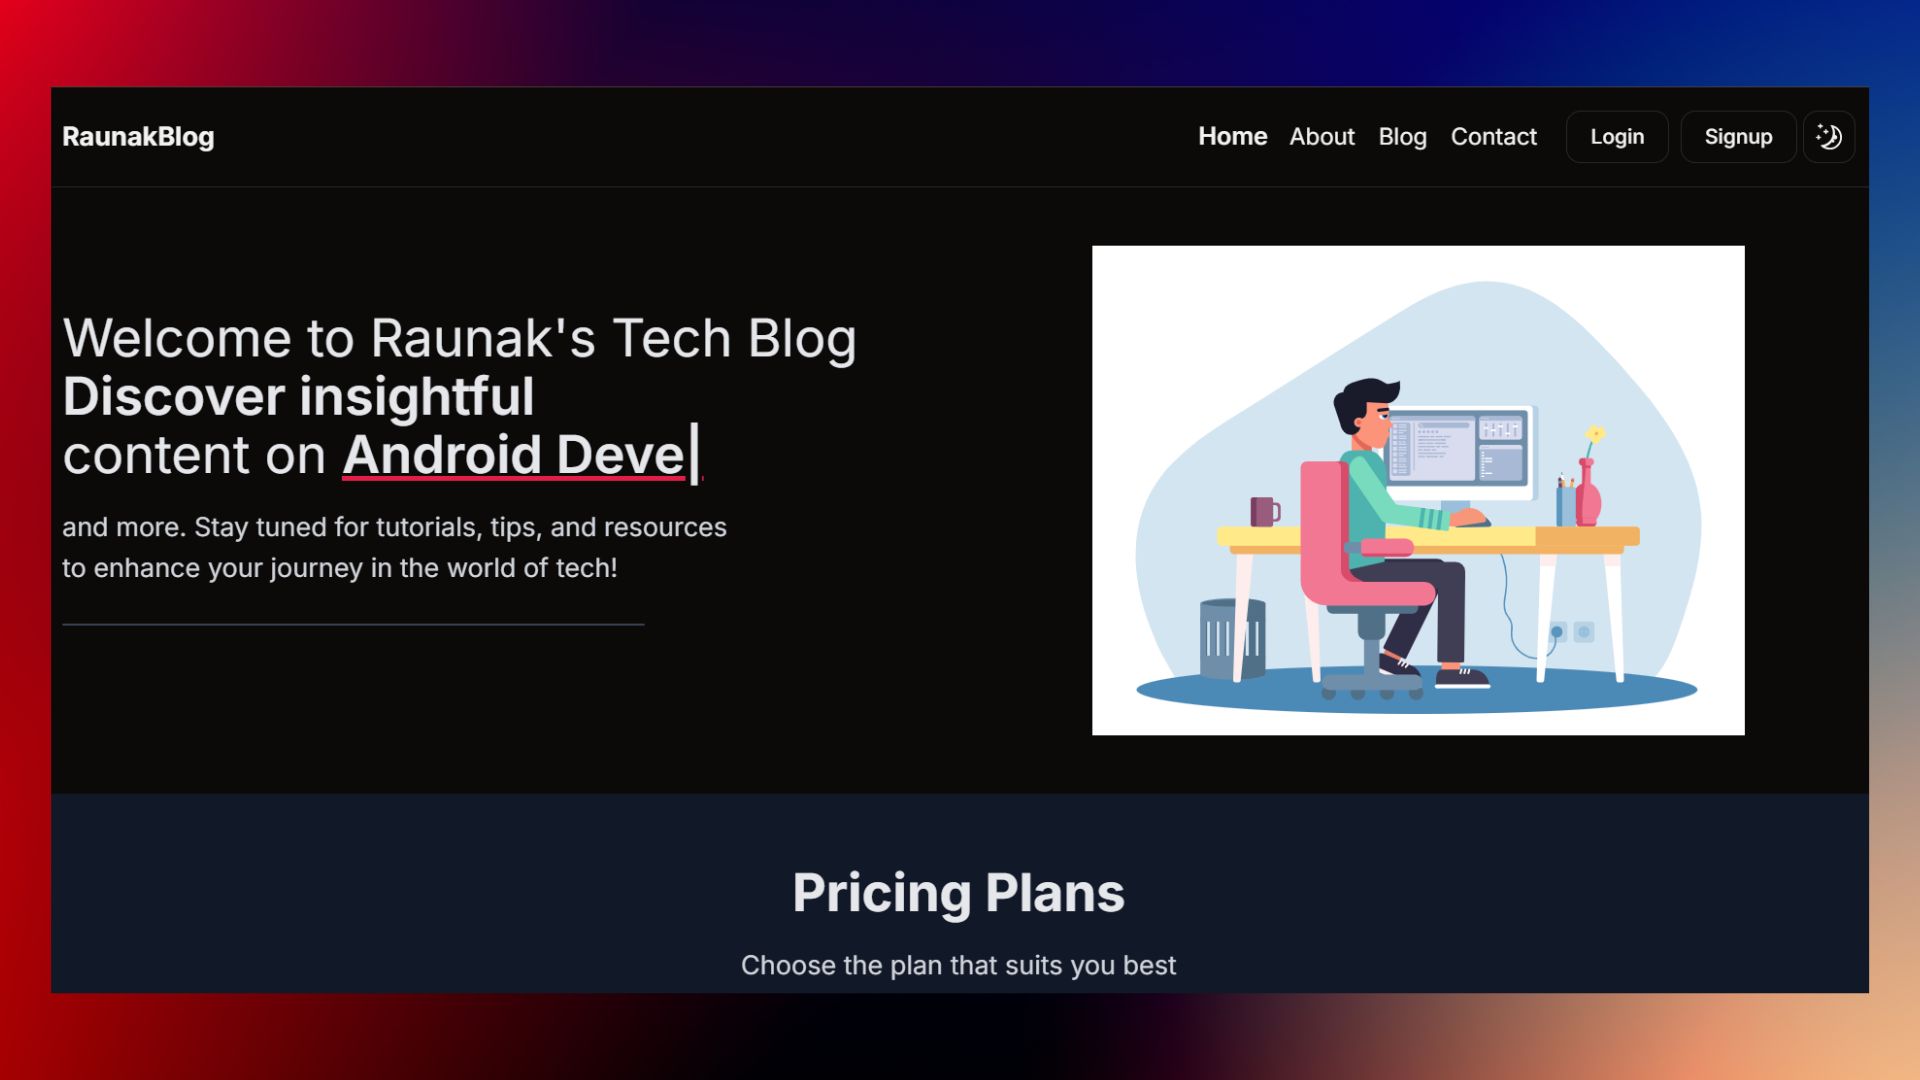 RaunakBlog
Home About Blog Contact Login Signup
Welcome to Raunak's Tech Blog
Discover insightful
content on Android Deve|
and more. Stay tuned for tutorials, tips, and resources
to enhance your journey in the world of tech!
Pricing Plans
Choose the plan that suits you best